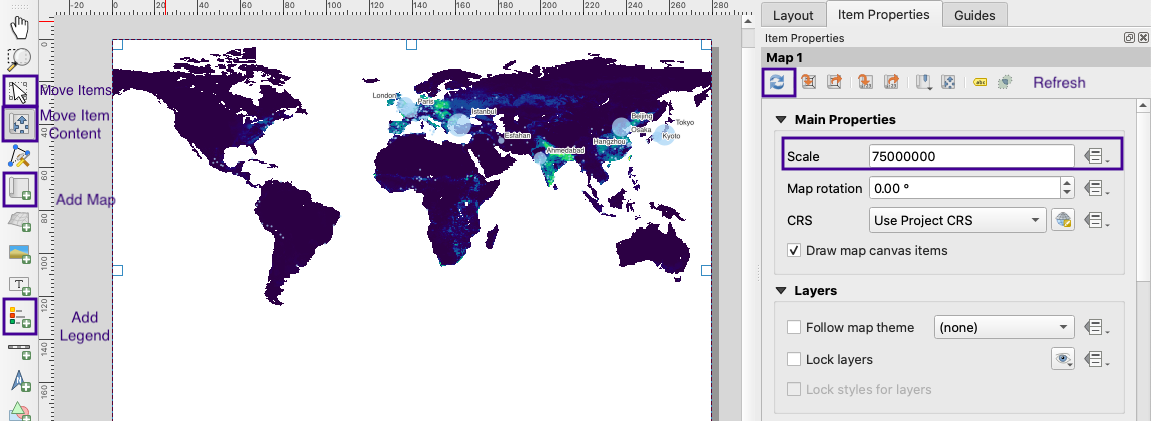 -20 0 20 40 60 80 100 120 140 160 180 200 220 240 260 280
0
20
40
60
80
100
120
140
160
Move Items
Move Item
Content
Add Map
Add
Legend
London
Paris
Istanbul
Esfahan
Ahmedabad
Hangzhou
Beijing
Osaka
Tokyo
Kyoto
Layout Item Properties Guides
Item Properties
Map 1
abc
Refresh
Main Properties
Scale 75000000
Map rotation 0.00 °
CRS Use Project CRS
Draw map canvas items
Layers
Follow map theme (none)
Lock layers
Lock styles for layers